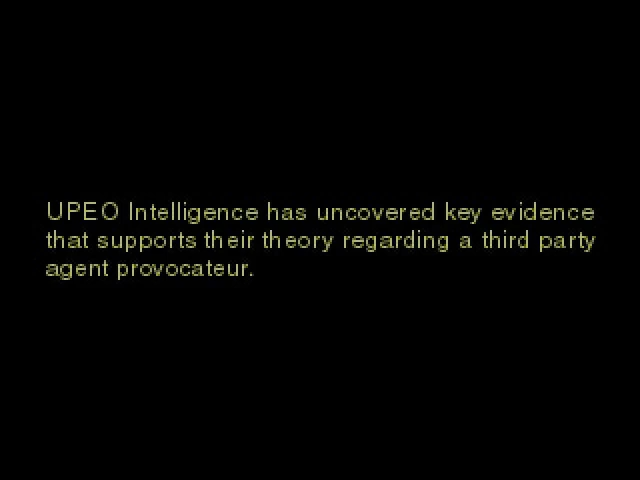 UPEO Intelligence has uncovered key evidence
that supports their theory regarding a third party
agent provocateur.